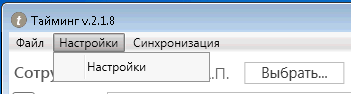 Тайминг v.2.1.8
Файл Настройки Синхронизация
Настройки
.П. Выбрать...